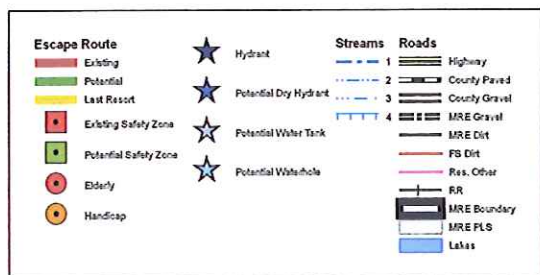 Escape Route
Existing
Potential
Last Resort
Existing Safety Zone
Potential Safety Zone
Elderly
Handicap
Hydrant
Potential Dry Hydrant
Potential Water Tank
Potential Waterhole
Streams
1
2
3
4
Roads
Highway
County Paved
County Gravel
MRE Gravel
MRE Dirt
FS Dirt
Res. Other
RR
MRE Boundary
MRE PLS
Lakes